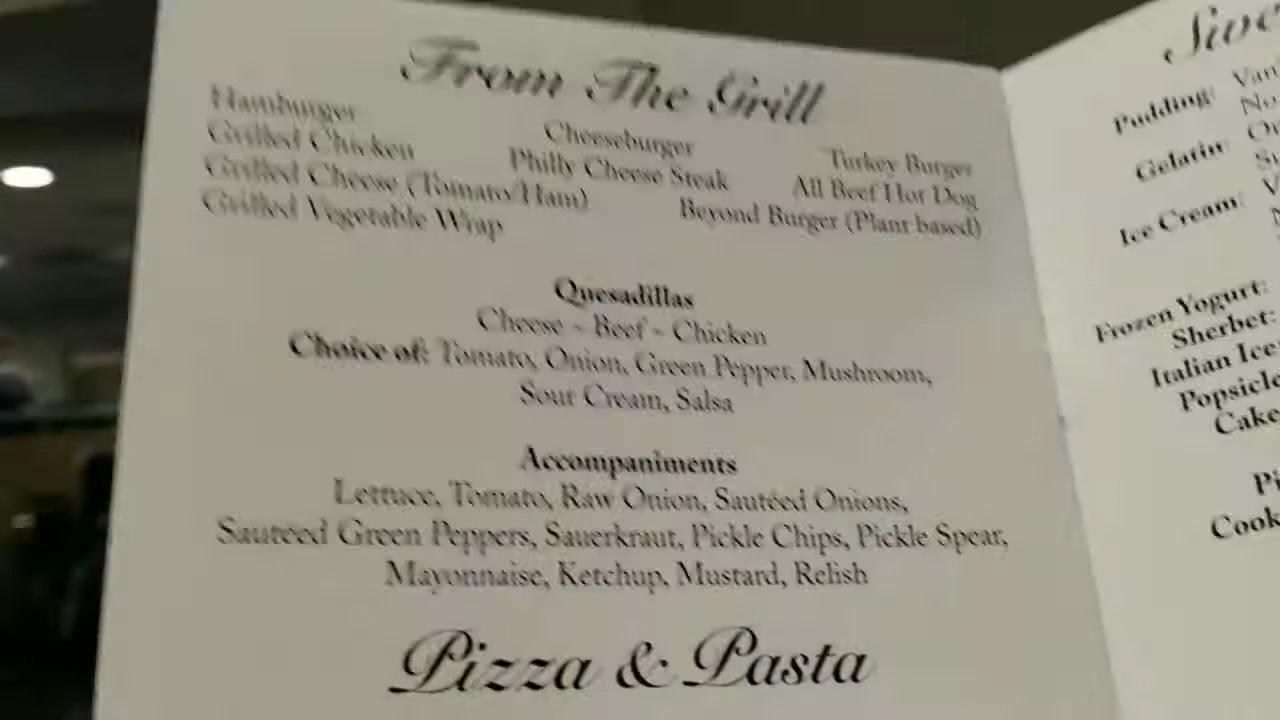 From The Grill
Hamburger Cheeseburger Turkey Burger
Grilled Chicken Philly Cheese Steak All Beef Hot Dog
Grilled Cheese (Tomato/Ham) Beyond Burger (Plant based)
Grilled Vegetable Wrap
Quesadillas
Cheese ~ Beef ~ Chicken
Choice of: Tomato, Onion, Green Pepper, Mushroom,
Sour Cream, Salsa
Accompaniments
Lettuce, Tomato, Raw Onion, Sautéed Onions,
Sautéed Green Peppers, Sauerkraut, Pickle Chips, Pickle Spear,
Mayonnaise, Ketchup, Mustard, Relish
Pizza & Pasta
Pudding:
Gelatin:
Ice Cream:
Frozen Yogurt:
Sherbet:
Italian Ice:
Popsicle
Cake